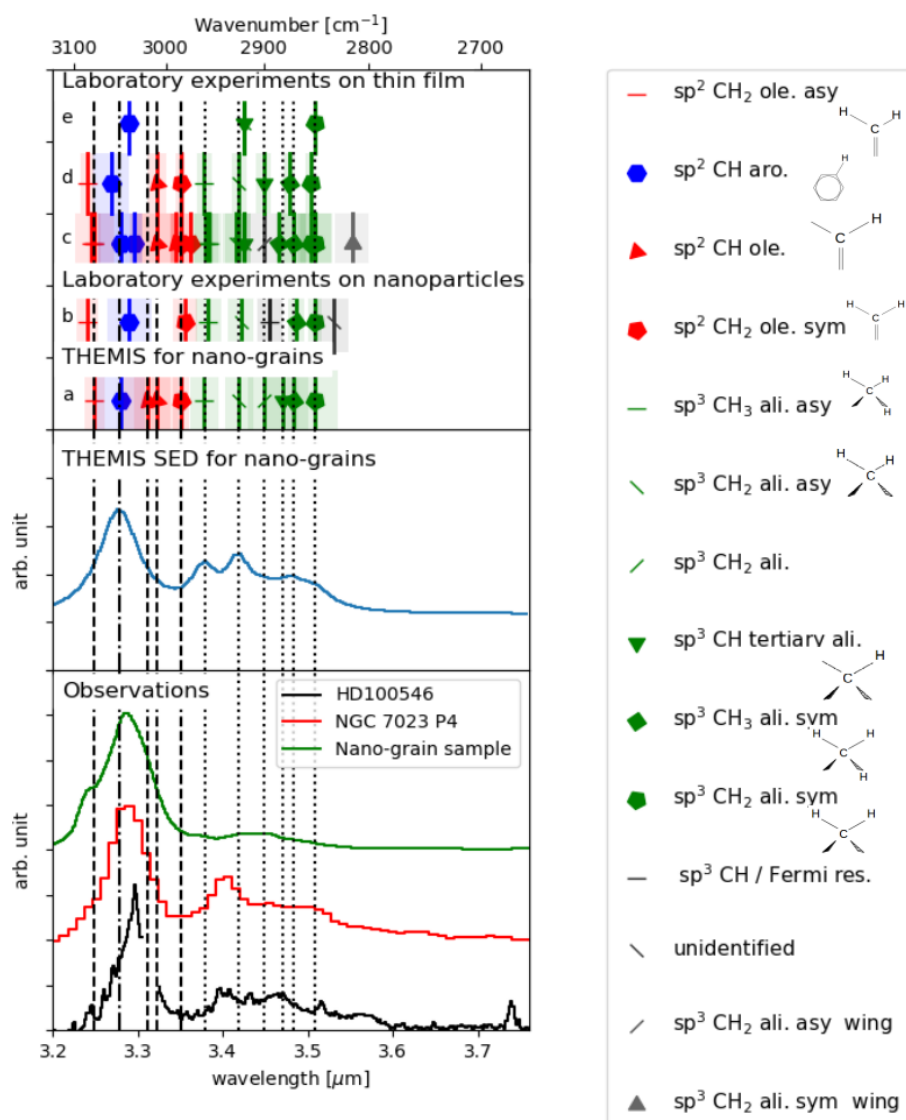 Wavenumber [cm⁻¹]
3100 3000 2900 2800 2700
Laboratory experiments on thin film
e
d
c
Laboratory experiments on nanoparticles
b
THEMIS for nano-grains
a
THEMIS SED for nano-grains
arb. unit
Observations
HD100546
NGC 7023 P4
Nano-grain sample
arb. unit
3.2 3.3 3.4 3.5 3.6 3.7
wavelength [μm]
sp² CH₂ ole. asy
H H
C
sp² CH aro.
H
sp² CH ole.
H
C
sp² CH₂ ole. sym
H H
C
sp³ CH₃ ali. asy
H H
C
H
sp³ CH₂ ali. asy
H H
C
sp³ CH₂ ali.
sp³ CH tertiary ali.
H
C
sp³ CH₃ ali. sym
H H
C
H
sp³ CH₂ ali. sym
H H
C
sp³ CH / Fermi res.
unidentified
sp³ CH₂ ali. asy wing
sp³ CH₂ ali. sym wing